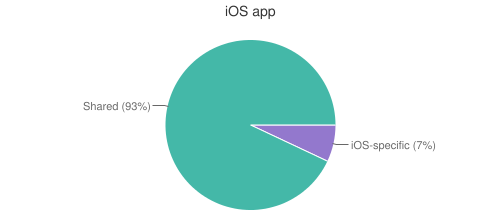 iOS app
Shared (93%)
iOS-specific (7%)